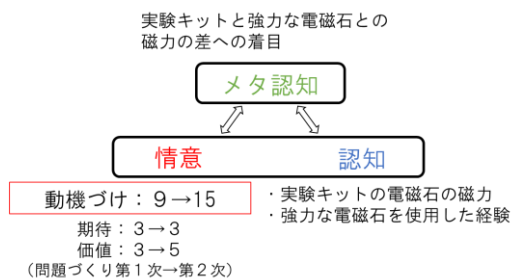 実験キットと強力な電磁石との
磁力の差への着目
メタ認知
情意 認知
動機づけ：９→15
期待：３→３
価値：３→５
(問題づくり第１次→第２次)
・実験キットの電磁石の磁力
・強力な電磁石を使用した経験